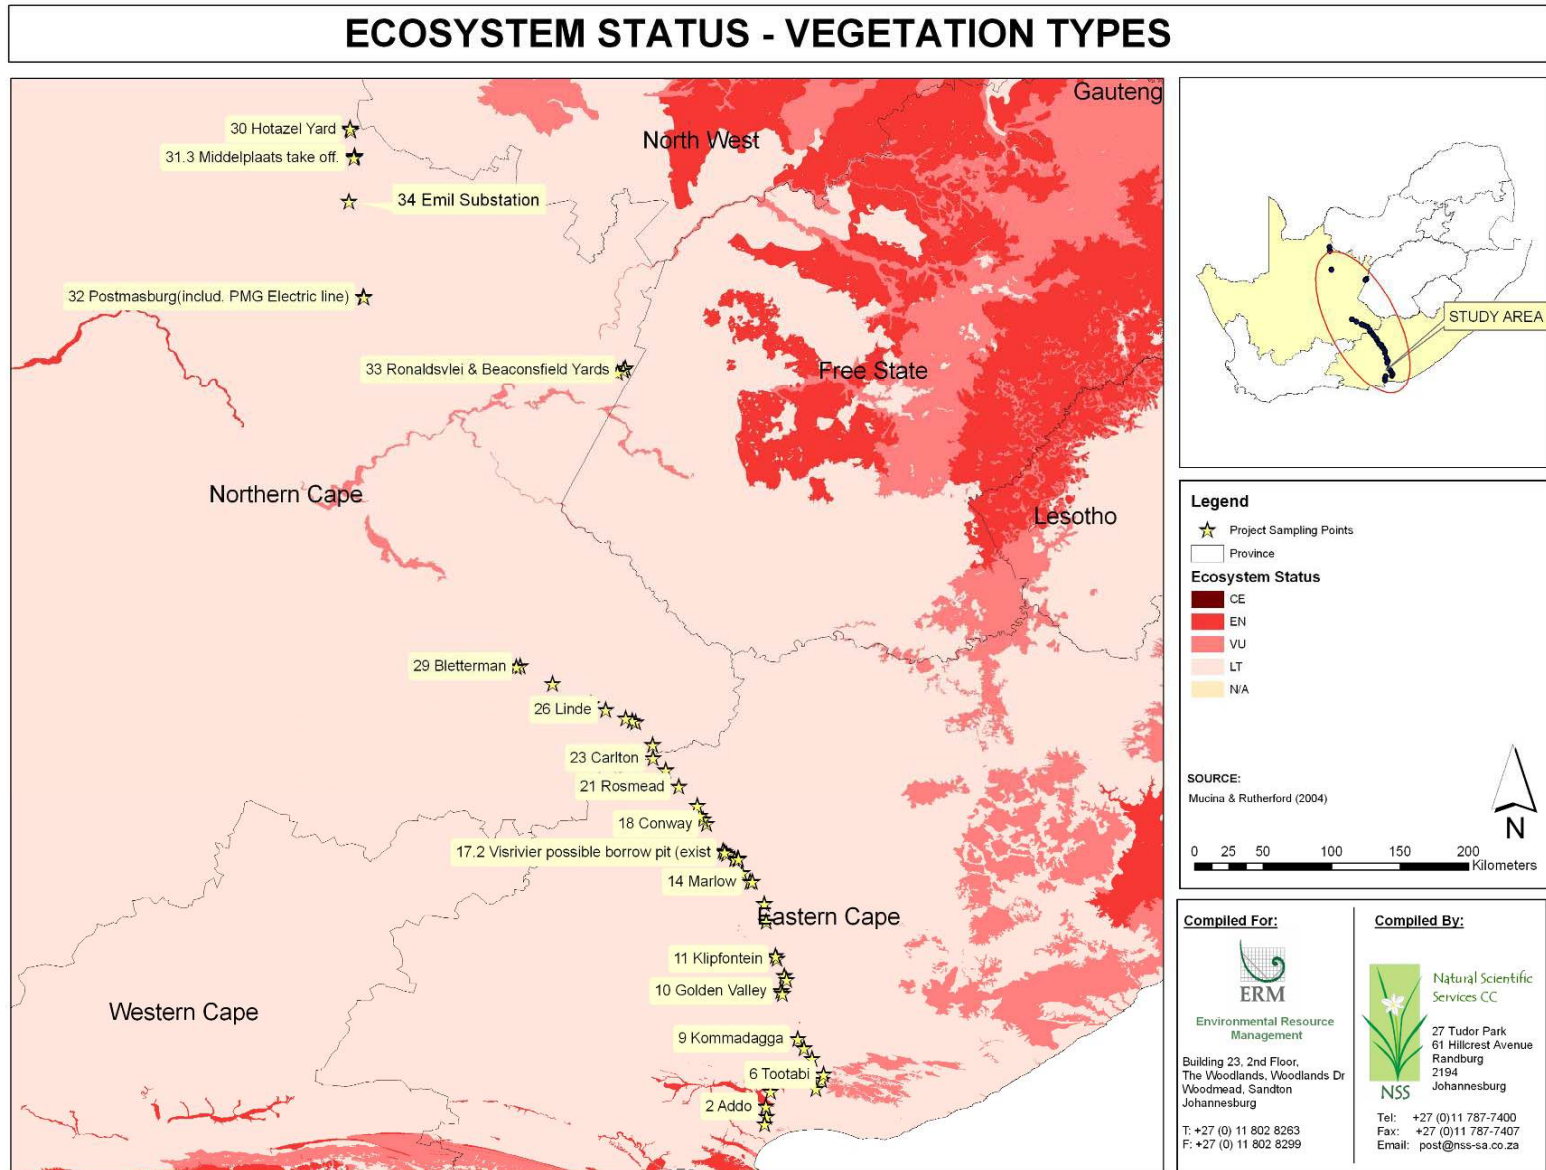 ECOSYSTEM STATUS - VEGETATION TYPES
Gauteng
30 Hotazel Yard
North West
31.3 Middelplaats take off.
34 Emil Substation
32 Postmasburg(includ. PMG Electric line)
33 Ronaldsvlei & Beaconsfield Yards
Free State
Northern Cape
Lesotho
29 Bletterman
26 Linde
23 Carlton
21 Rosmead
18 Conway
17.2 Visrivier possible borrow pit (exist
14 Marlow
Eastern Cape
11 Klipfontein
10 Golden Valley
Western Cape
9 Kommadagga
6 Tootabi
2 Addo
STUDY AREA
Legend
Project Sampling Points
Province
Ecosystem Status
CE
EN
VU
LT
N/A
SOURCE:
Mucina & Rutherford (2004)
N
0 25 50 100 150 200
Kilometers
Compiled For:
ERM
Environmental Resource
Management
Building 23, 2nd Floor,
The Woodlands, Woodlands Dr
Woodmead, Sandton
Johannesburg
T: +27 (0) 11 802 8263
F: +27 (0) 11 802 8299
Compiled By:
Natural Scientific
Services CC
27 Tudor Park
61 Hillcrest Avenue
Randburg
2194
Johannesburg
NSS
Tel: +27 (0)11 787-7400
Fax: +27 (0)11 787-7407
Email: post@nss-sa.co.za